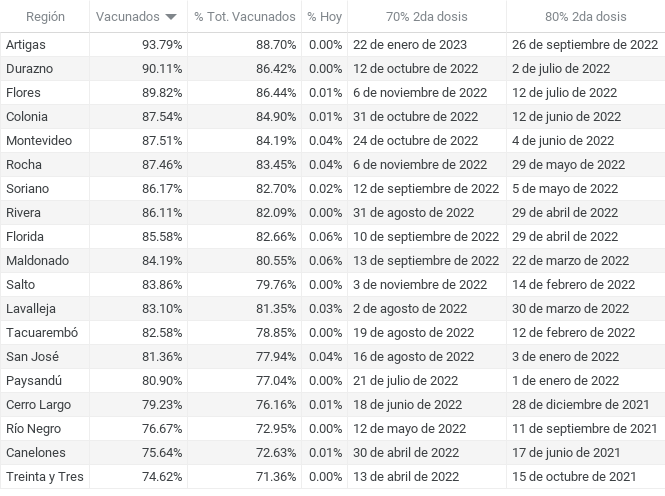 Región Vacunados % Tot. Vacunados % Hoy 70% 2da dosis 80% 2da dosis
Artigas 93.79% 88.70% 0.00% 22 de enero de 2023 26 de septiembre de 2022
Durazno 90.11% 86.42% 0.00% 12 de octubre de 2022 2 de julio de 2022
Flores 89.82% 86.44% 0.01% 6 de noviembre de 2022 12 de julio de 2022
Colonia 87.54% 84.90% 0.01% 31 de octubre de 2022 12 de junio de 2022
Montevideo 87.51% 84.19% 0.04% 24 de octubre de 2022 4 de junio de 2022
Rocha 87.46% 83.45% 0.04% 6 de noviembre de 2022 29 de mayo de 2022
Soriano 86.17% 82.70% 0.02% 12 de septiembre de 2022 5 de mayo de 2022
Rivera 86.11% 82.09% 0.00% 31 de agosto de 2022 29 de abril de 2022
Florida 85.58% 82.66% 0.06% 10 de septiembre de 2022 29 de abril de 2022
Maldonado 84.19% 80.55% 0.06% 13 de septiembre de 2022 22 de marzo de 2022
Salto 83.86% 79.76% 0.00% 3 de noviembre de 2022 14 de febrero de 2022
Lavalleja 83.10% 81.35% 0.03% 2 de agosto de 2022 30 de marzo de 2022
Tacuarembó 82.58% 78.85% 0.00% 19 de agosto de 2022 12 de febrero de 2022
San José 81.36% 77.94% 0.04% 16 de agosto de 2022 3 de enero de 2022
Paysandú 80.90% 77.04% 0.00% 21 de julio de 2022 1 de enero de 2022
Cerro Largo 79.23% 76.16% 0.01% 18 de junio de 2022 28 de diciembre de 2021
Río Negro 76.67% 72.95% 0.00% 12 de mayo de 2022 11 de septiembre de 2021
Canelones 75.64% 72.63% 0.01% 30 de abril de 2022 17 de junio de 2021
Treinta y Tres 74.62% 71.36% 0.00% 13 de abril de 2022 15 de octubre de 2021